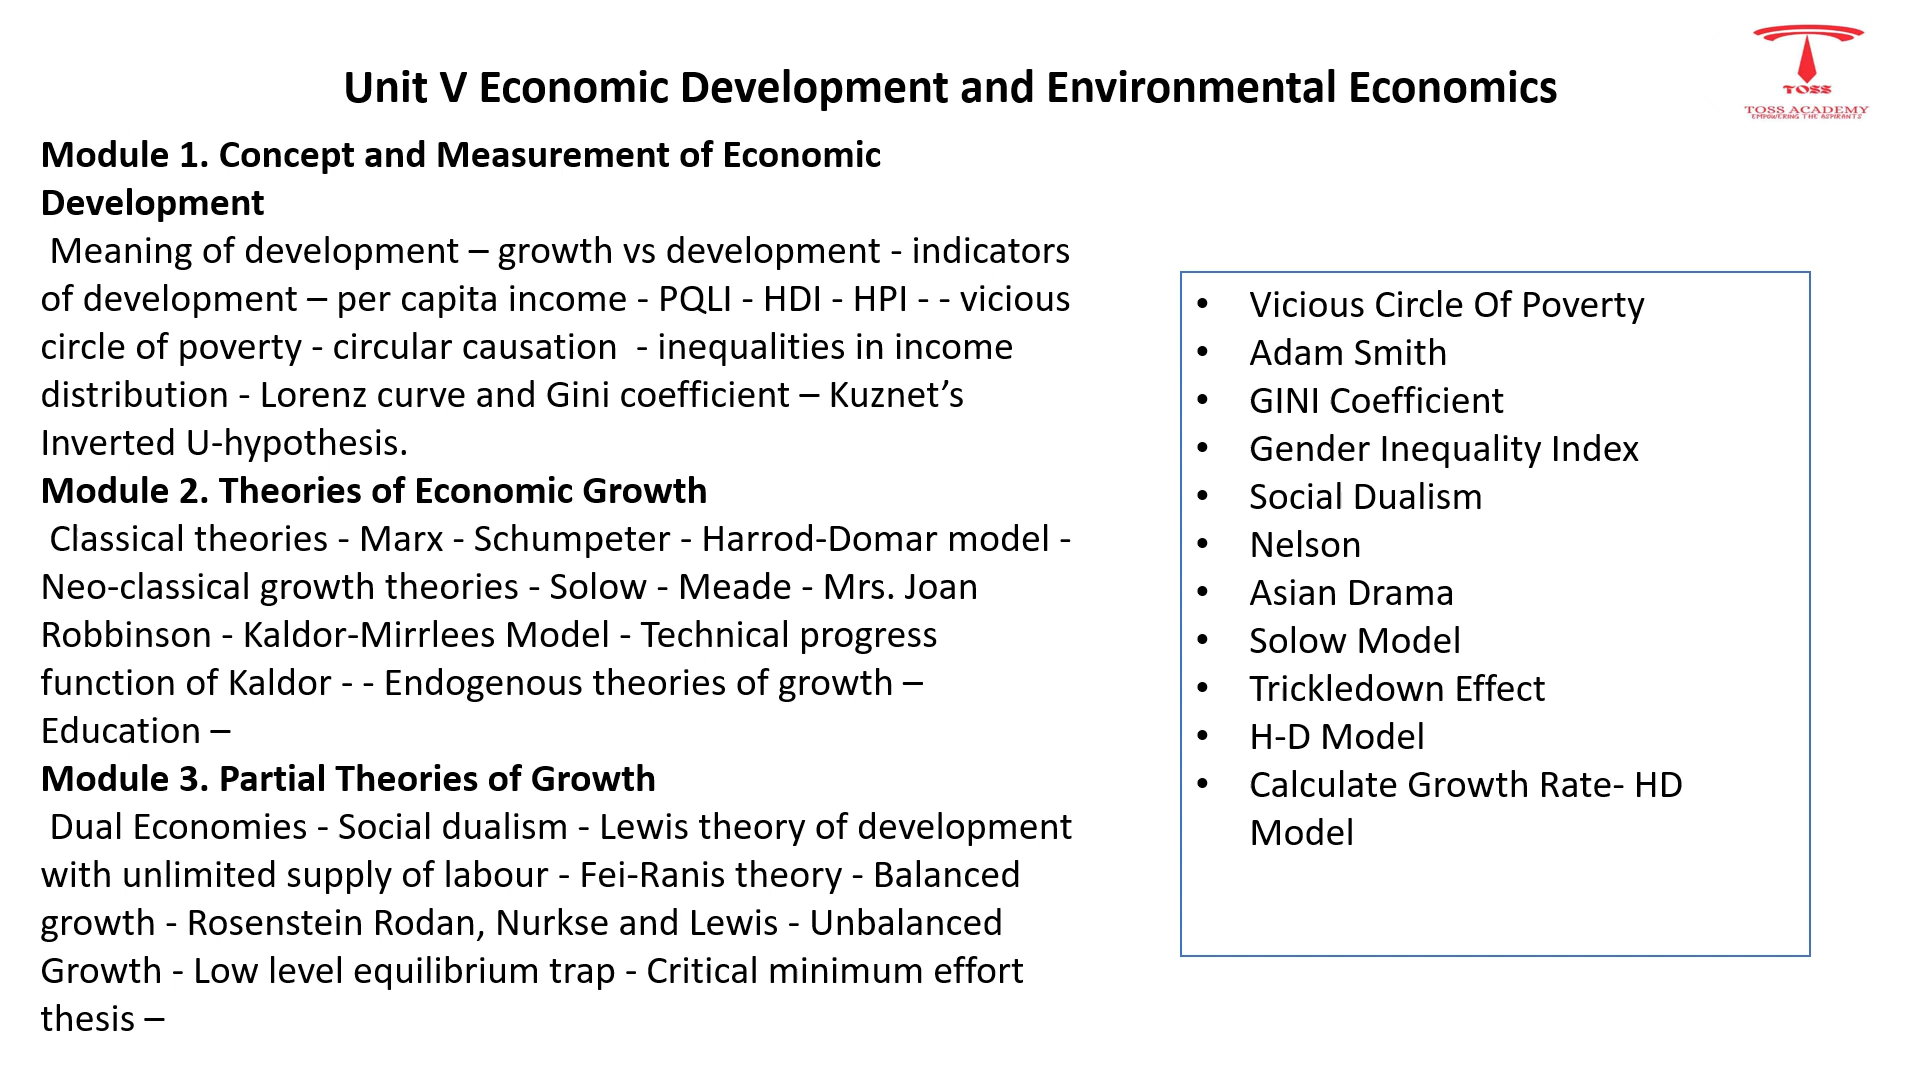 TOSS
TOSS ACADEMY
EMPOWERING THE ASPIRANTS
Unit V Economic Development and Environmental Economics
Module 1. Concept and Measurement of Economic
Development
Meaning of development – growth vs development - indicators
of development – per capita income - PQLI - HDI - HPI - - vicious
circle of poverty - circular causation  - inequalities in income
distribution - Lorenz curve and Gini coefficient – Kuznet’s
Inverted U-hypothesis.
Module 2. Theories of Economic Growth
Classical theories - Marx - Schumpeter - Harrod-Domar model -
Neo-classical growth theories - Solow - Meade - Mrs. Joan
Robbinson - Kaldor-Mirrlees Model - Technical progress
function of Kaldor - - Endogenous theories of growth –
Education –
Module 3. Partial Theories of Growth
Dual Economies - Social dualism - Lewis theory of development
with unlimited supply of labour - Fei-Ranis theory - Balanced
growth - Rosenstein Rodan, Nurkse and Lewis - Unbalanced
Growth - Low level equilibrium trap - Critical minimum effort
thesis –
• Vicious Circle Of Poverty
• Adam Smith
• GINI Coefficient
• Gender Inequality Index
• Social Dualism
• Nelson
• Asian Drama
• Solow Model
• Trickledown Effect
• H-D Model
• Calculate Growth Rate- HD
Model